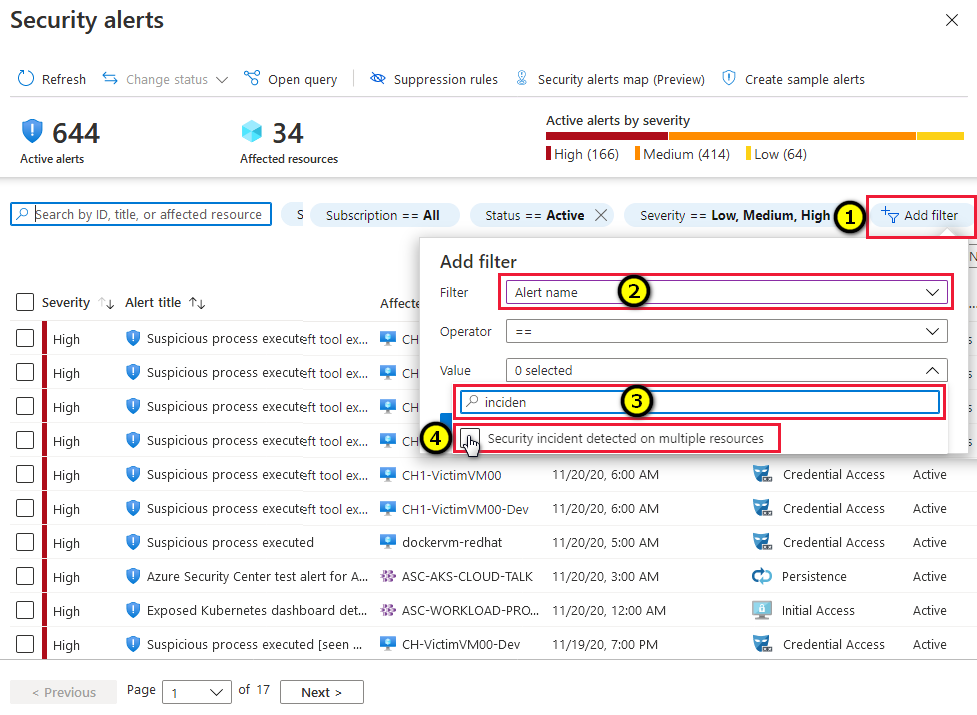 Security alerts
Refresh Change status Open query Suppression rules Security alerts map (Preview) Create sample alerts
644
Active alerts
34
Affected resources
Active alerts by severity
High (166) Medium (414) Low (64)
Search by ID, title, or affected resource S Subscription == All Status == Active Severity == Low, Medium, High 1 Add filter
Add filter
N
Filter Alert name 2
Severity Alert title Affecte
Operator ==
High Suspicious process execute ft tool ex... CH
Value 0 selected
High Suspicious process execute ft tool ex... CH
inciden 3
High Suspicious process execute ft tool ex... CH
4 Security incident detected on multiple resources
High Suspicious process execute ft tool ex... CH
High Suspicious process execute ft tool ex... CH1-VictimVM00 11/20/20, 6:00 AM Credential Access Active
High Suspicious process execute ft tool ex... CH1-VictimVM00-Dev 11/20/20, 6:00 AM Credential Access Active
High Suspicious process executed dockervm-redhat 11/20/20, 5:00 AM Credential Access Active
High Azure Security Center test alert for A... ASC-AKS-CLOUD-TALK 11/20/20, 3:00 AM Persistence Active
High Exposed Kubernetes dashboard det... ASC-WORKLOAD-PRO... 11/20/20, 12:00 AM Initial Access Active
High Suspicious process executed [seen ... CH-VictimVM00-Dev 11/19/20, 7:00 PM Credential Access Active
< Previous Page 1 of 17 Next >